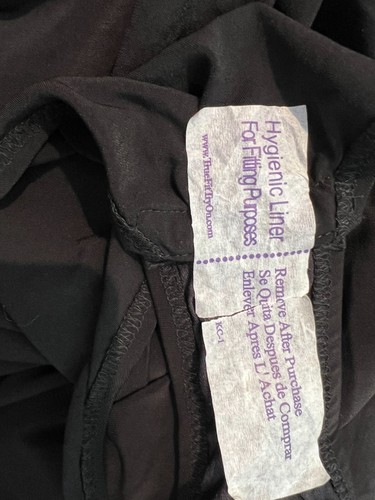 Hygienic Liner
For Fitting Purposes
www.TrueFitTryOn.com
Remove After Purchase
Se Quita Despues de Comprar
Enlever Apres L' Achat
KC-1